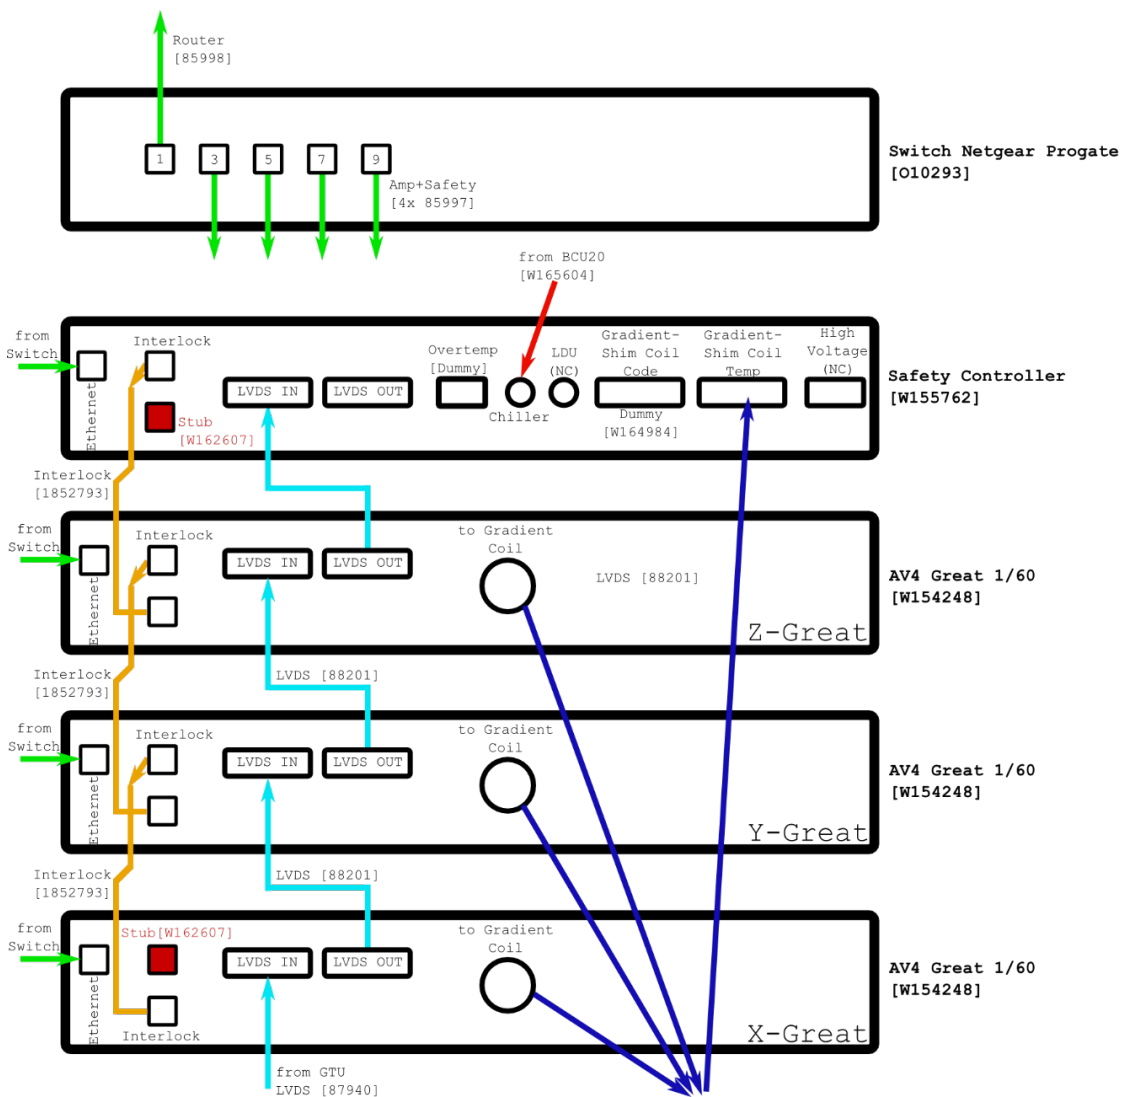 Router
[85998]
1
3
5
7
9
Amp+Safety
[4x 85997]
Switch Netgear Progate
[O10293]
from BCU20
[W165604]
from
Switch
Ethernet
Interlock
Stub
[W162607]
LVDS IN
LVDS OUT
Overtemp
[Dummy]
Chiller
LDU
(NC)
Gradient-
Shim Coil
Code
Dummy
[W164984]
Gradient-
Shim Coil
Temp
High
Voltage
(NC)
Safety Controller
[W155762]
Interlock
[1852793]
from
Switch
Ethernet
Interlock
LVDS IN
LVDS OUT
to Gradient
Coil
LVDS [88201]
Z-Great
AV4 Great 1/60
[W154248]
Interlock
[1852793]
LVDS [88201]
from
Switch
Ethernet
Interlock
LVDS IN
LVDS OUT
to Gradient
Coil
Y-Great
AV4 Great 1/60
[W154248]
Interlock
[1852793]
LVDS [88201]
from
Switch
Ethernet
Stub[W162607]
Interlock
LVDS IN
LVDS OUT
to Gradient
Coil
X-Great
AV4 Great 1/60
[W154248]
from GTU
LVDS [87940]